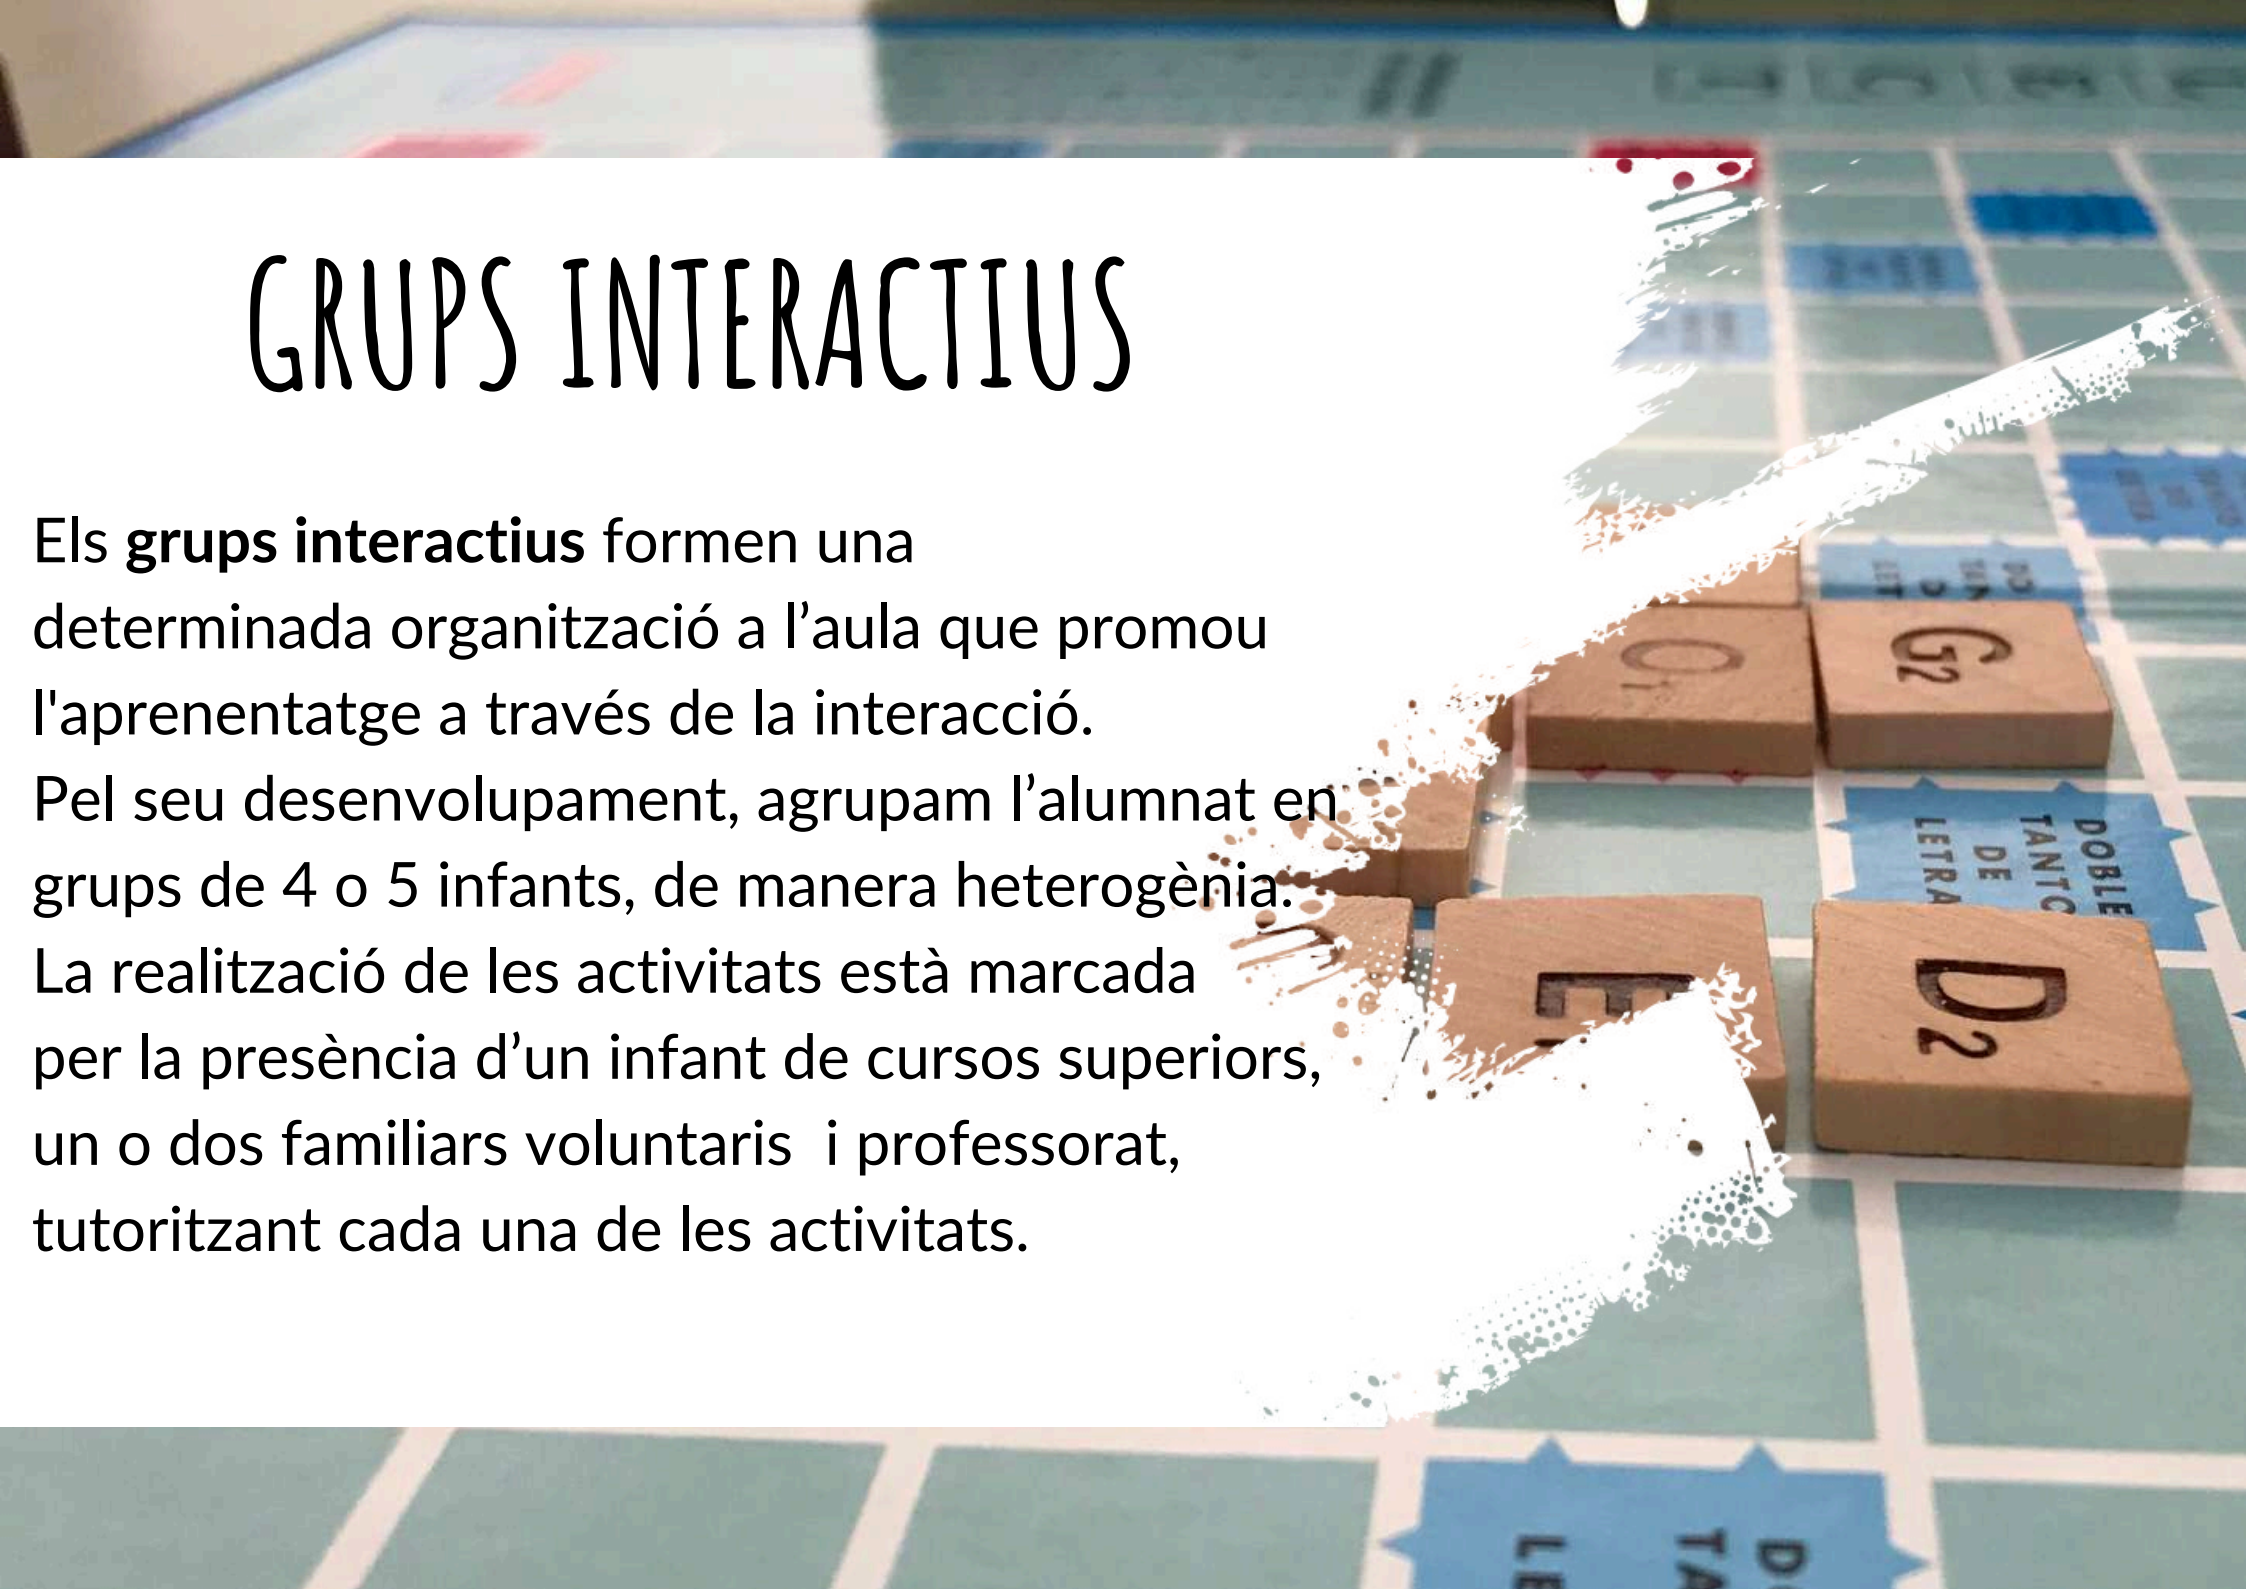 GRUPS INTERACTIUS
Els grups interactius formen una
determinada organització a l’aula que promou
l'aprenentatge a través de la interacció.
Pel seu desenvolupament, agrupam l’alumnat en
grups de 4 o 5 infants, de manera heterogènia.
La realització de les activitats està marcada
per la presència d’un infant de cursos superiors,
un o dos familiars voluntaris  i professorat,
tutoritzant cada una de les activitats.
G2
DOBLE
TANTO
DE
LETRA
E
D2